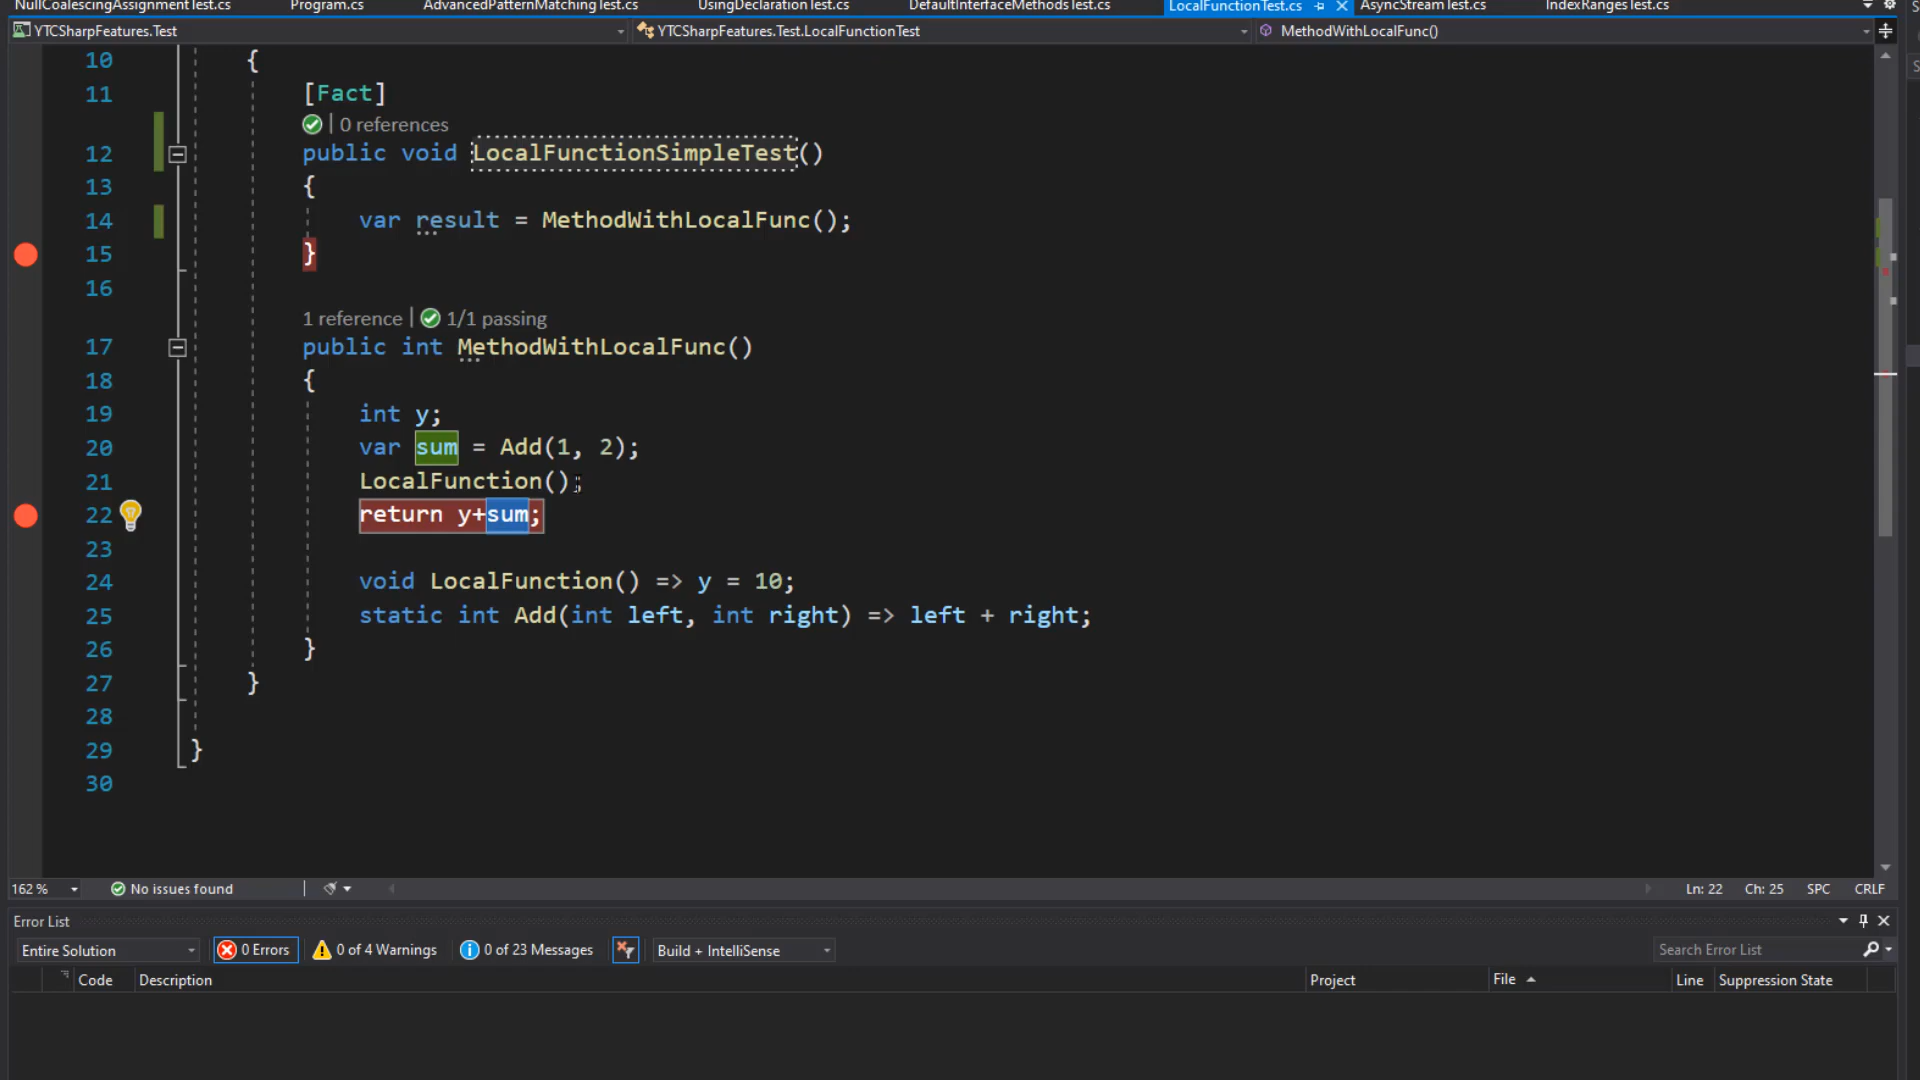 NullCoalescingAssignmentTest.cs Program.cs AdvancedPatternMatchingTest.cs UsingDeclarationTest.cs DefaultInterfaceMethodsTest.cs LocalFunctionTest.cs AsyncStreamTest.cs IndexRangesTest.cs
YTCSharpFeatures.Test YTCSharpFeatures.Test.LocalFunctionTest MethodWithLocalFunc()
10 {
11 [Fact]
0 references
12 public void LocalFunctionSimpleTest()
13 {
14 var result = MethodWithLocalFunc();
15 }
16
1 reference | 1/1 passing
17 public int MethodWithLocalFunc()
18 {
19 int y;
20 var sum = Add(1, 2);
21 LocalFunction();
22 return y+sum;
23
24 void LocalFunction() => y = 10;
25 static int Add(int left, int right) => left + right;
26 }
27 }
28
29 }
30
162 % No issues found Ln: 22 Ch: 25 SPC CRLF
Error List
Entire Solution 0 Errors 0 of 4 Warnings 0 of 23 Messages Build + IntelliSense Search Error List
Code Description Project File Line Suppression State